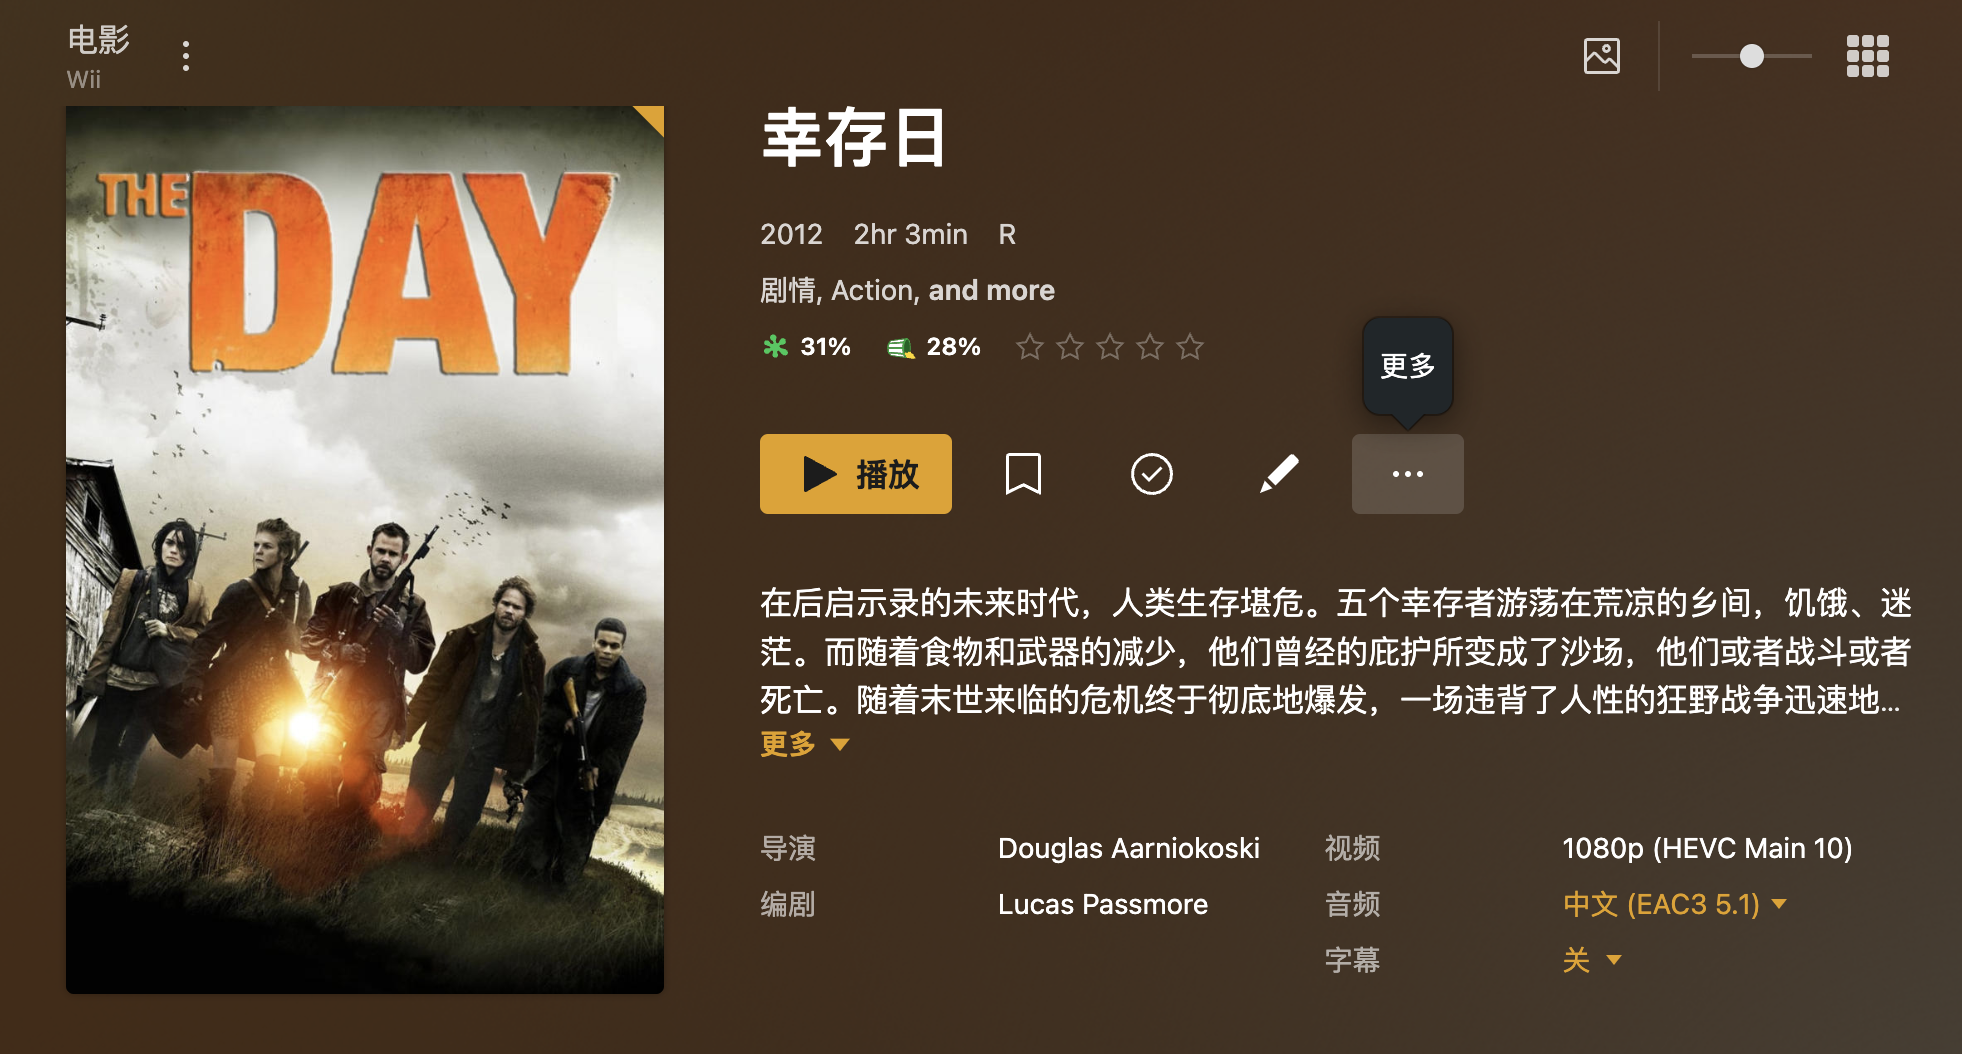 电影
Wii
THE DAY
幸存日
2012 2hr 3min R
剧情, Action, and more
31% 28%
更多
播放
在后启示录的未来时代，人类生存堪危。五个幸存者游荡在荒凉的乡间，饥饿、迷
茫。而随着食物和武器的减少，他们曾经的庇护所变成了沙场，他们或者战斗或者
死亡。随着末世来临的危机终于彻底地爆发，一场违背了人性的狂野战争迅速地...
更多
导演 Douglas Aarniokoski 视频 1080p (HEVC Main 10)
编剧 Lucas Passmore 音频 中文 (EAC3 5.1)
字幕 关